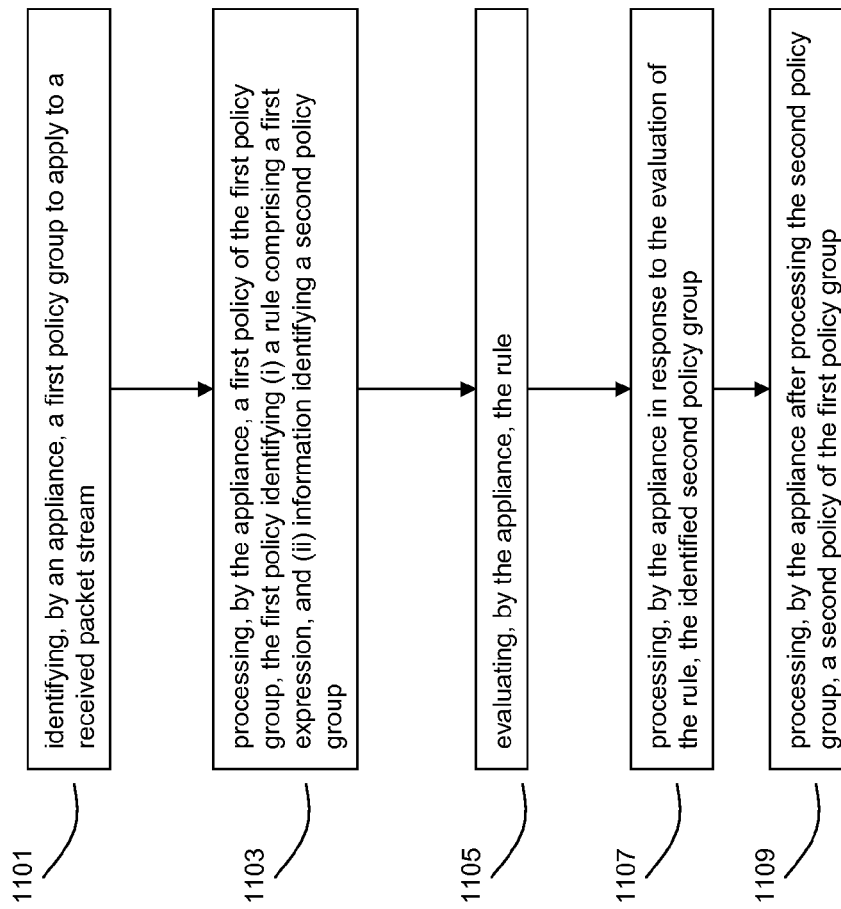 1101
identifying, by an appliance, a first policy group to apply to a
received packet stream
1103
processing, by the appliance, a first policy of the first policy
group, the first policy identifying (i) a rule comprising a first
expression, and (ii) information identifying a second policy
group
1105
evaluating, by the appliance, the rule
1107
processing, by the appliance in response to the evaluation of
the rule, the identified second policy group
1109
processing, by the appliance after processing the second policy
group, a second policy of the first policy group